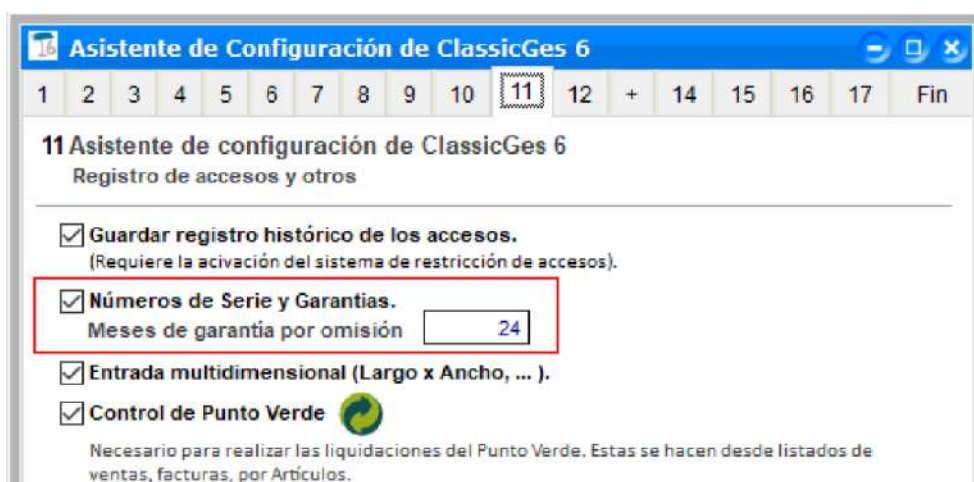 16 Asistente de Configuración de ClassicGes 6
1 2 3 4 5 6 7 8 9 10 11 12 + 14 15 16 17 Fin
11 Asistente de configuración de ClassicGes 6
Registro de accesos y otros
Guardar registro histórico de los accesos.
(Requiere la acivación del sistema de restricción de accesos).
Números de Serie y Garantias.
Meses de garantía por omisión 24
Entrada multidimensional (Largo x Ancho, ... ).
Control de Punto Verde
Necesario para realizar las liquidaciones del Punto Verde. Estas se hacen desde listados de
ventas, facturas, por Artículos.